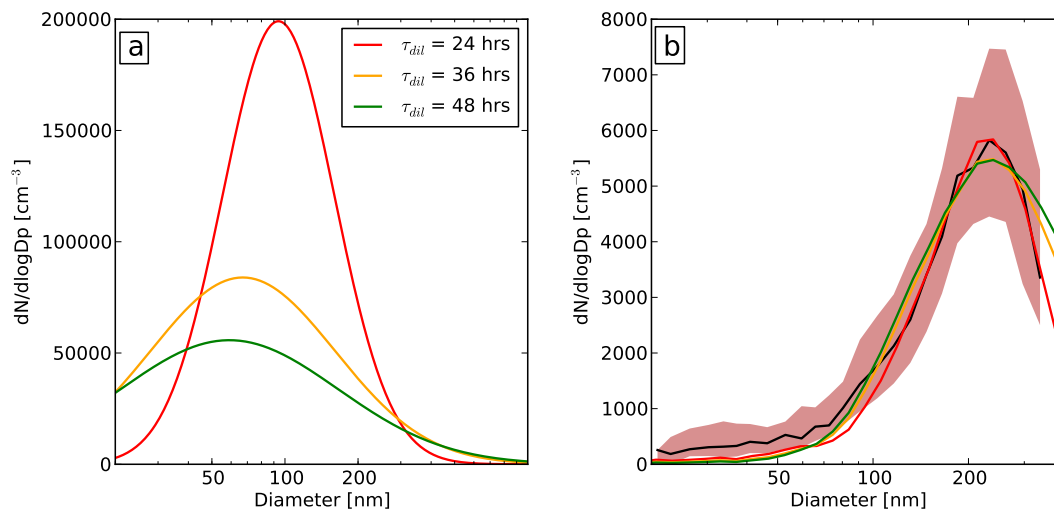 a
200000
150000
100000
50000
0
dN/dlogDp [cm⁻³]
50
100
200
Diameter [nm]
τ_dil = 24 hrs
τ_dil = 36 hrs
τ_dil = 48 hrs
b
8000
7000
6000
5000
4000
3000
2000
1000
0
dN/dlogDp [cm⁻³]
50
100
200
Diameter [nm]